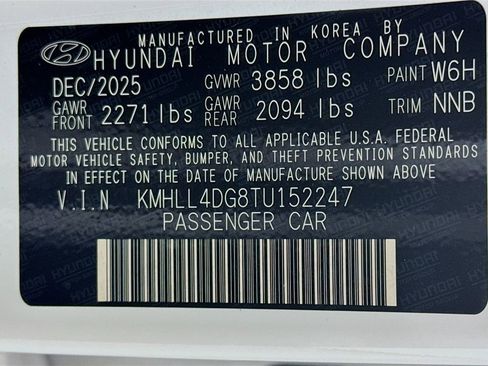 MANUFACTURED IN KOREA BY
HYUNDAI MOTOR COMPANY
DEC/2025 GVWR 3858 lbs PAINT W6H
GAWR FRONT 2271 lbs GAWR REAR 2094 lbs TRIM NNB
THIS VEHICLE CONFORMS TO ALL APPLICABLE U.S.A. FEDERAL
MOTOR VEHICLE SAFETY, BUMPER, AND THEFT PREVENTION STANDARDS
IN EFFECT ON THE DATE OF MANUFACTURE SHOWN ABOVE
V.I.N KMHLL4DG8TU152247
PASSENGER CAR